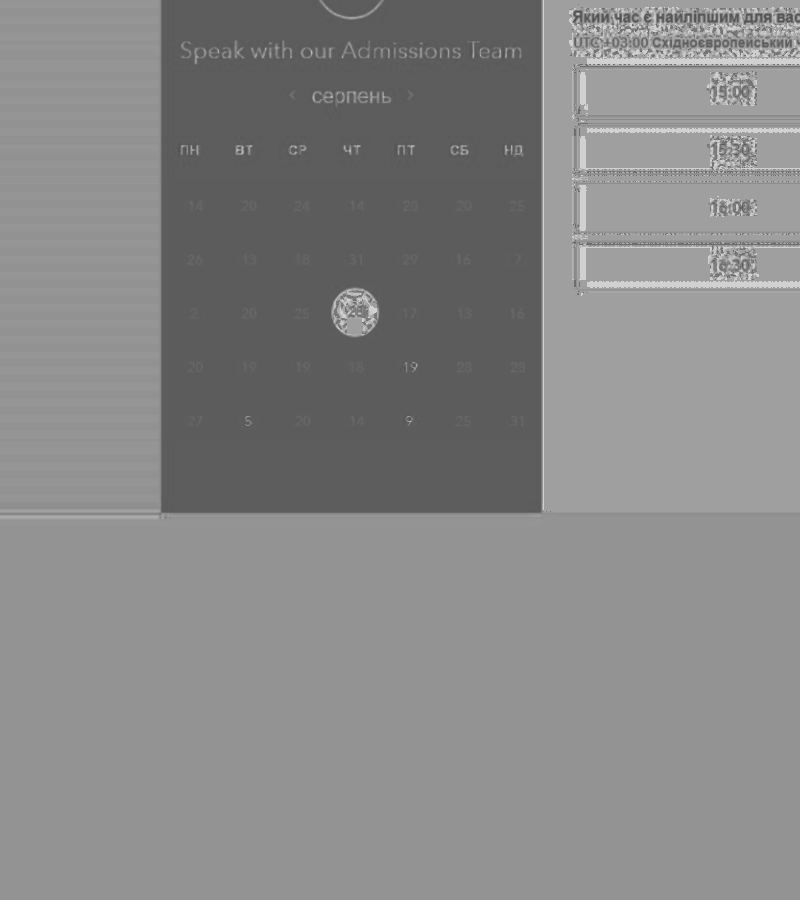 Speak with our Admissions Team
‹ серпень ›
ПН ВТ СР ЧТ ПТ СБ НД
14 20 24 14 20 25
26 13 18 31 29 16 7
2 20 25 17 13 16
20 19 19 18 19 23 23
27 5 20 14 9 25 31
Який час є найліпшим для вас
UTC +03:00 Східноєвропейський ч
15:00
15:30
16:00
16:30